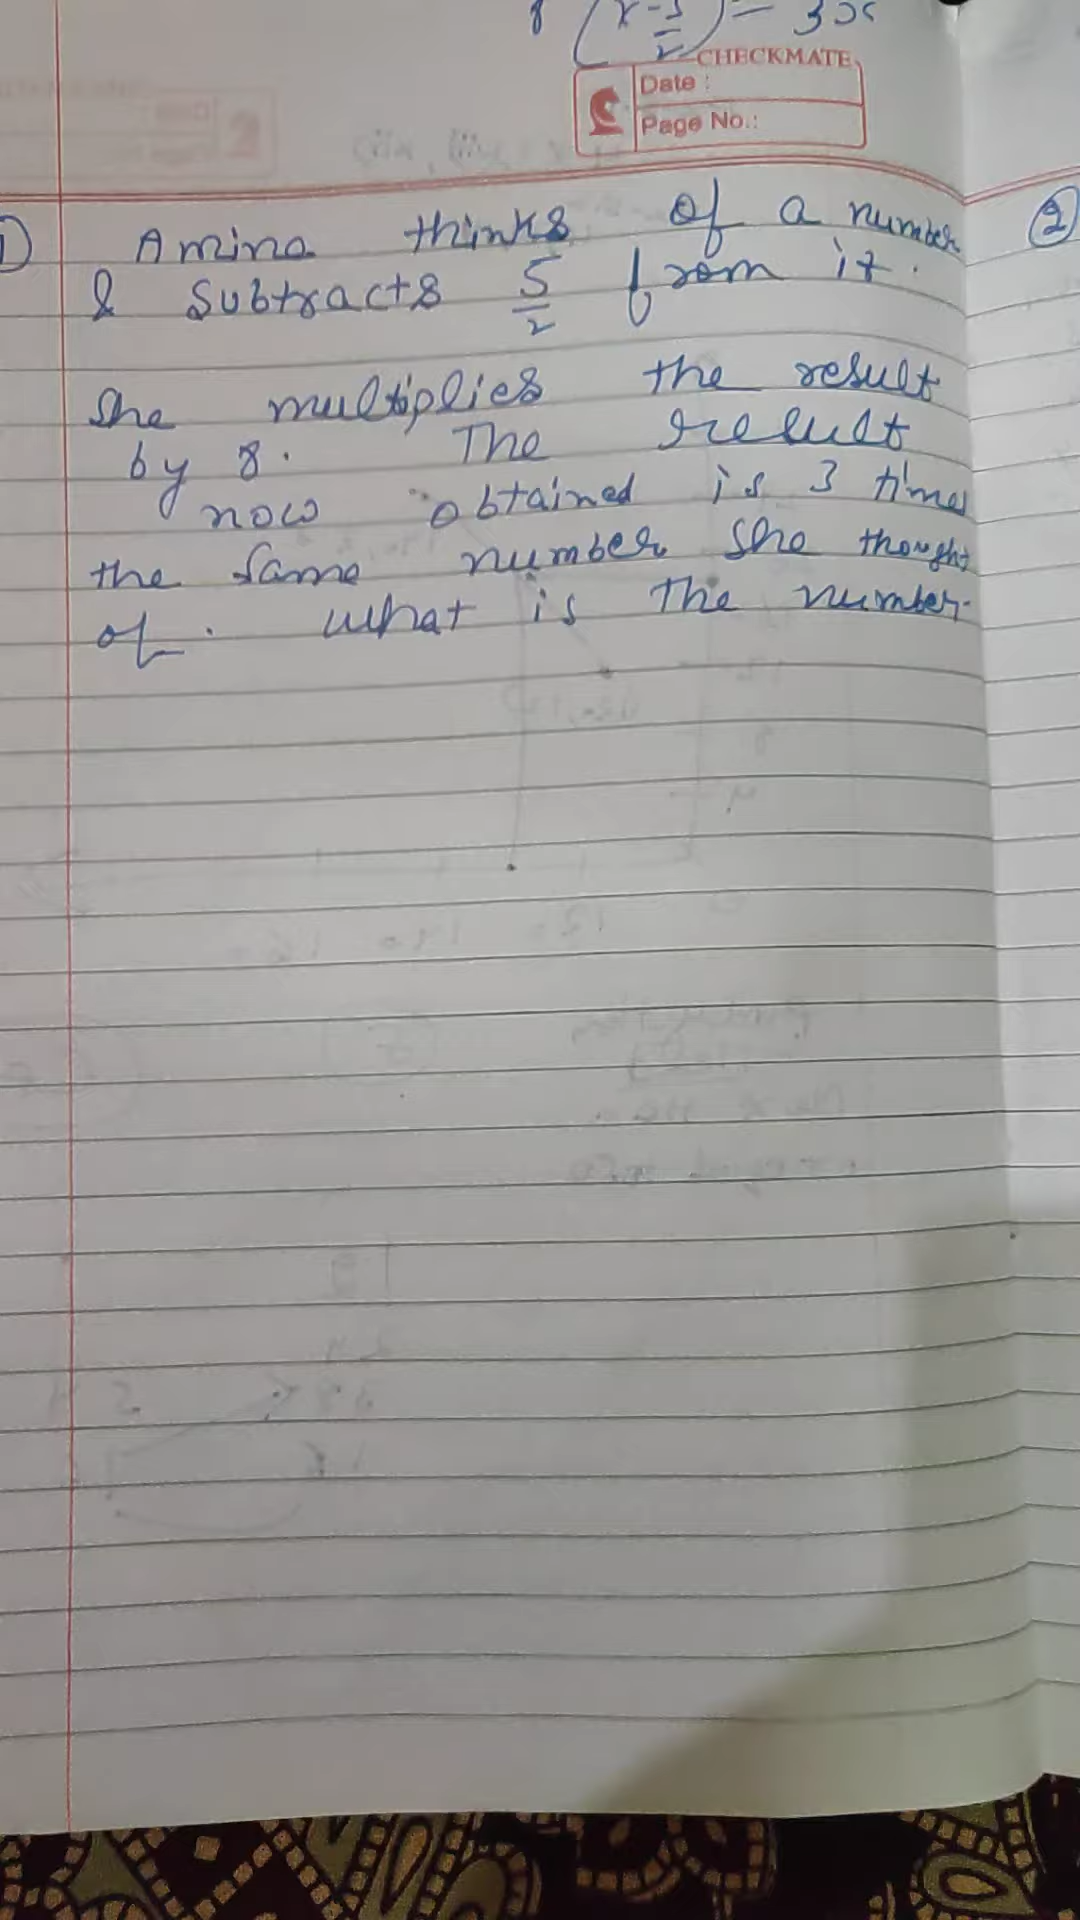 8 (x-5/2) = 3x
CHECKMATE
Date :
Page No.:
1) Amina thinks of a number
& Subtracts 5/2 from it.
She multiplies the result
by 8. The result
now obtained is 3 times
the same number she thought
of. what is the number.
2